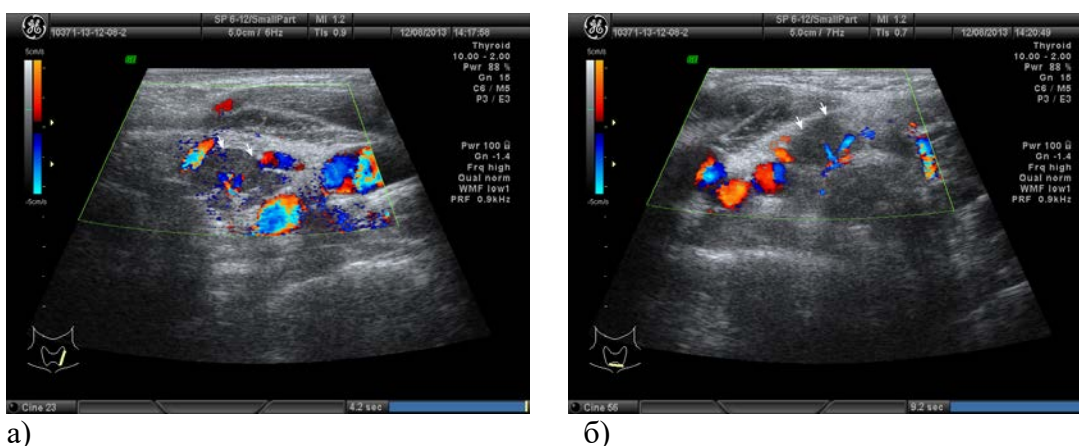 SP 6-12/SmallPart MI 1.2
10371-13-12-08-2 6.0cm / 6Hz TIs 0.9 12/08/2013 14:17:58
Thyroid
10.00 - 2.00
Pwr 88 %
Gn 15
C6 / M5
P3 / E3
5cm/s
-5cm/s
Pwr 100
Gn -1.4
Frq high
Qual norm
WMF low1
PRF 0.9kHz
Cine 23 4.2 sec
а)
SP 6-12/SmallPart MI 1.2
10371-13-12-08-2 5.0cm / 7Hz TIs 0.7 12/08/2013 14:20:49
Thyroid
10.00 - 2.00
Pwr 88 %
Gn 15
C6 / M5
P3 / E3
5cm/s
-5cm/s
Pwr 100
Gn -1.4
Frq high
Qual norm
WMF low1
PRF 0.9kHz
Cine 56 9.2 sec
б)